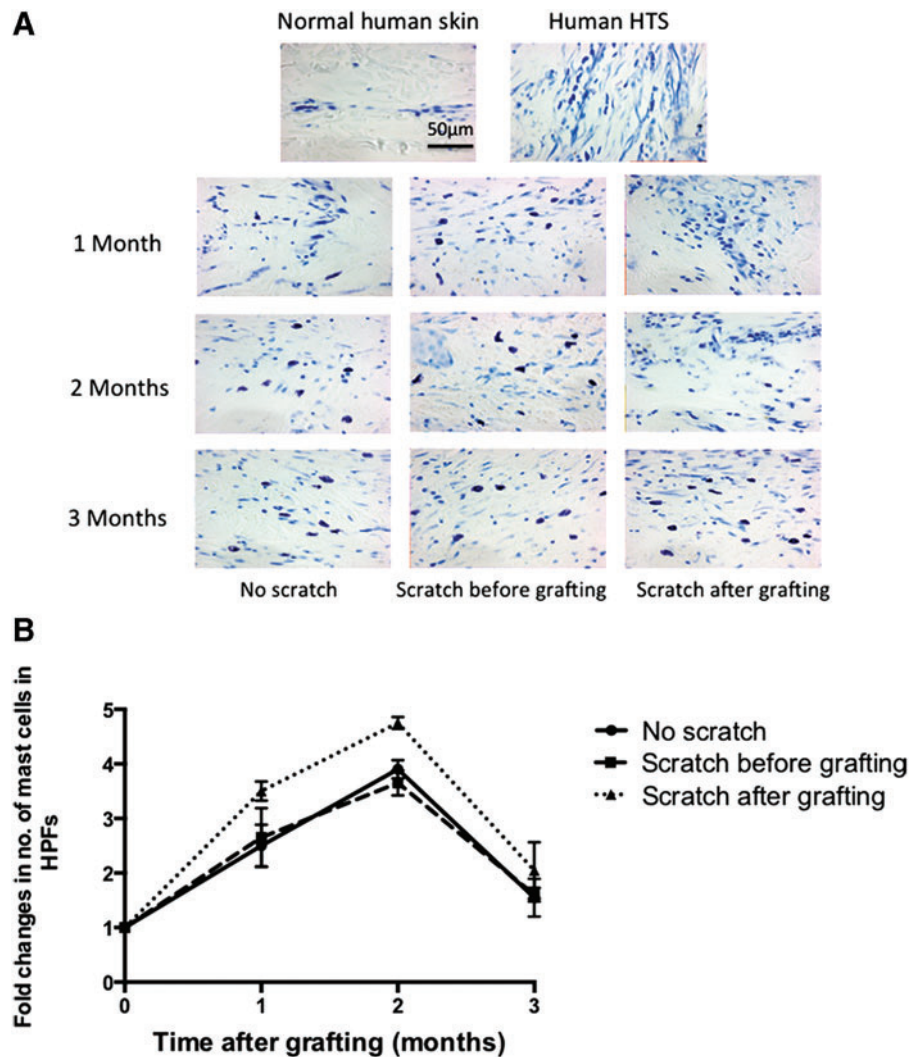 A
Normal human skin
Human HTS
50μm
1 Month
2 Months
3 Months
No scratch
Scratch before grafting
Scratch after grafting
B
Fold changes in no. of mast cells in
HPFs
5
4
3
2
1
0
0
1
2
3
Time after grafting (months)
No scratch
Scratch before grafting
Scratch after grafting